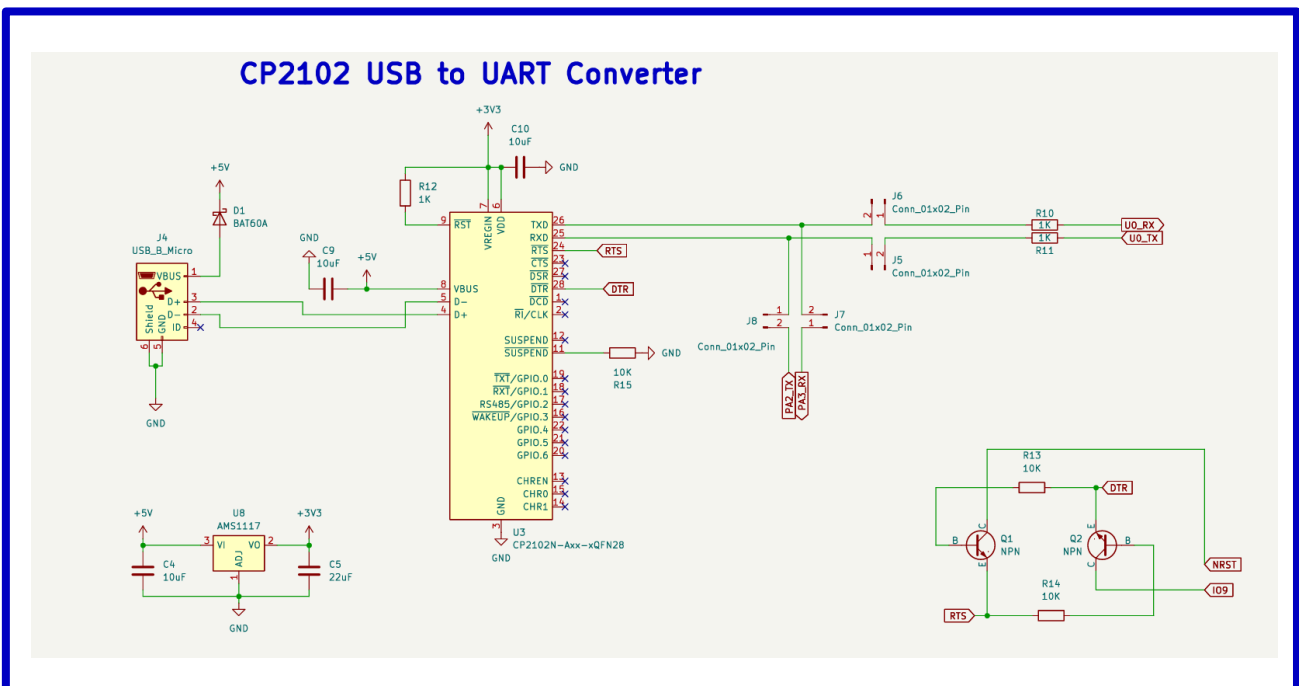 CP2102 USB to UART Converter
+3V3
C10
10uF
GND
+5V
R12
1K
D1
BAT60A
J4
USB_B_Micro
VBUS 1
D+ 3
D- 2
ID 4
Shield
GND
6
5
GND
GND
C9
10uF
+5V
7
6
9 RST
VREGIN
VDD
8 VBUS
5 D-
4 D+
TXD 26
RXD 25
RTS 24
CTS 23
DSR 27
DTR 28
DCD 1
RI/CLK 2
SUSPEND 12
SUSPEND 11
TXT/GPIO.0 19
RXT/GPIO.1 18
RS485/GPIO.2 17
WAKEUP/GPIO.3 16
GPIO.4 22
GPIO.5 21
GPIO.6 20
CHREN 13
CHR0 15
CHR1 14
GND
3
U3
CP2102N-Axx-xQFN28
GND
RTS
DTR
GND
10K
R15
J6
Conn_01x02_Pin
2
1
R10
1K
U0_RX
1K
U0_TX
R11
1
2
J5
Conn_01x02_Pin
J8
1
2
Conn_01x02_Pin
2
1
J7
Conn_01x02_Pin
PA2_TX
PA3_RX
+5V
U8
AMS1117
+3V3
3 VI
VO 2
ADJ
1
C4
10uF
C5
22uF
GND
R13
10K
DTR
C
B
E
Q1
NPN
E
Q2
NPN
B
C
NRST
R14
10K
IO9
RTS